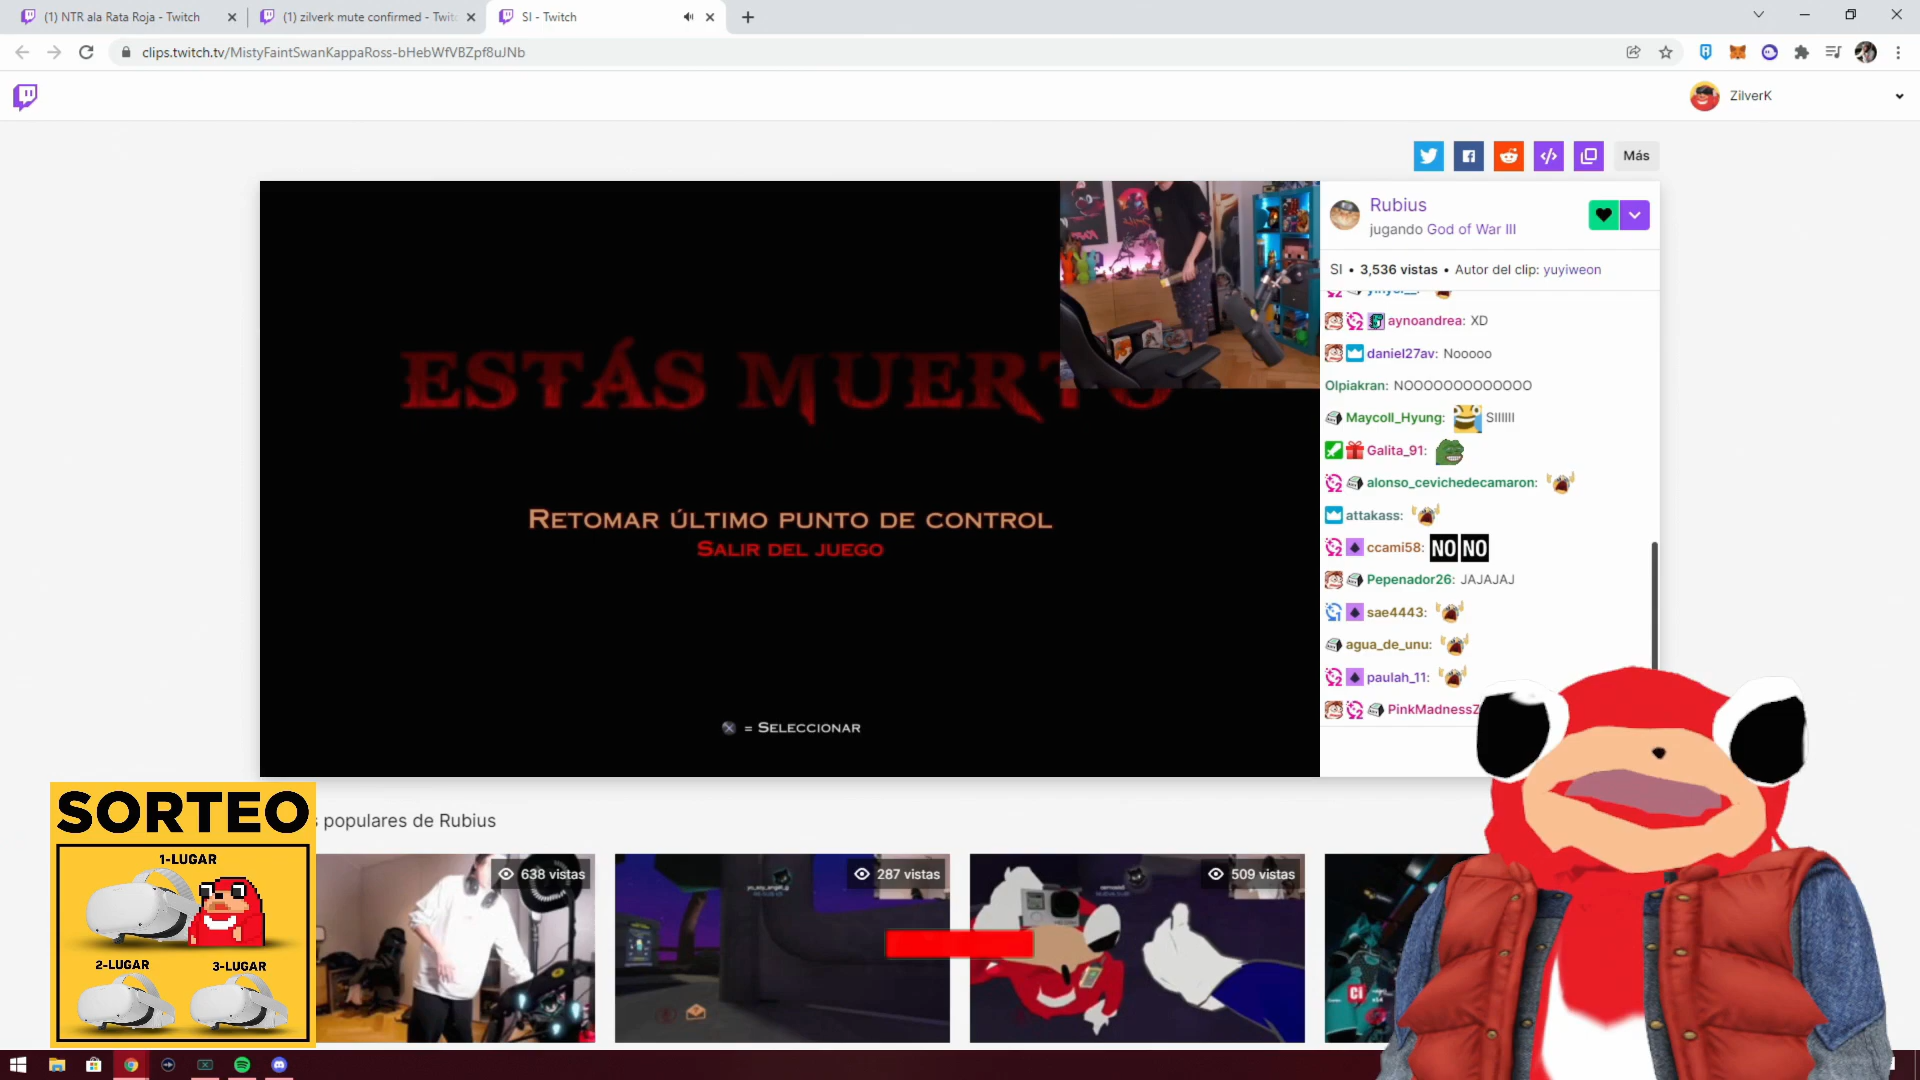 (1) NTR ala Rata Roja - Twitch
(1) zilverk mute confirmed - Twitc
SI - Twitch
clips.twitch.tv/MistyFaintSwanKappaRoss-bHebWfVBZpf8uJNb
ZilverK
Más
ESTÁS MUERTO
RETOMAR ÚLTIMO PUNTO DE CONTROL
SALIR DEL JUEGO
= SELECCIONAR
Rubius
jugando God of War III
SI • 3,536 vistas • Autor del clip: yuyiweon
aynoandrea: XD
daniel27av: Nooooo
Olpiakran: NOOOOOOOOOOOOO
Maycoll_Hyung: SIIIIII
Galita_91:
alonso_cevichedecamaron:
attakass:
ccami58: NO NO
Pepenador26: JAJAJAJ
sae4443:
agua_de_unu:
paulah_11:
PinkMadnessZ
populares de Rubius
638 vistas
287 vistas
509 vistas
SORTEO
1-LUGAR
2-LUGAR
3-LUGAR